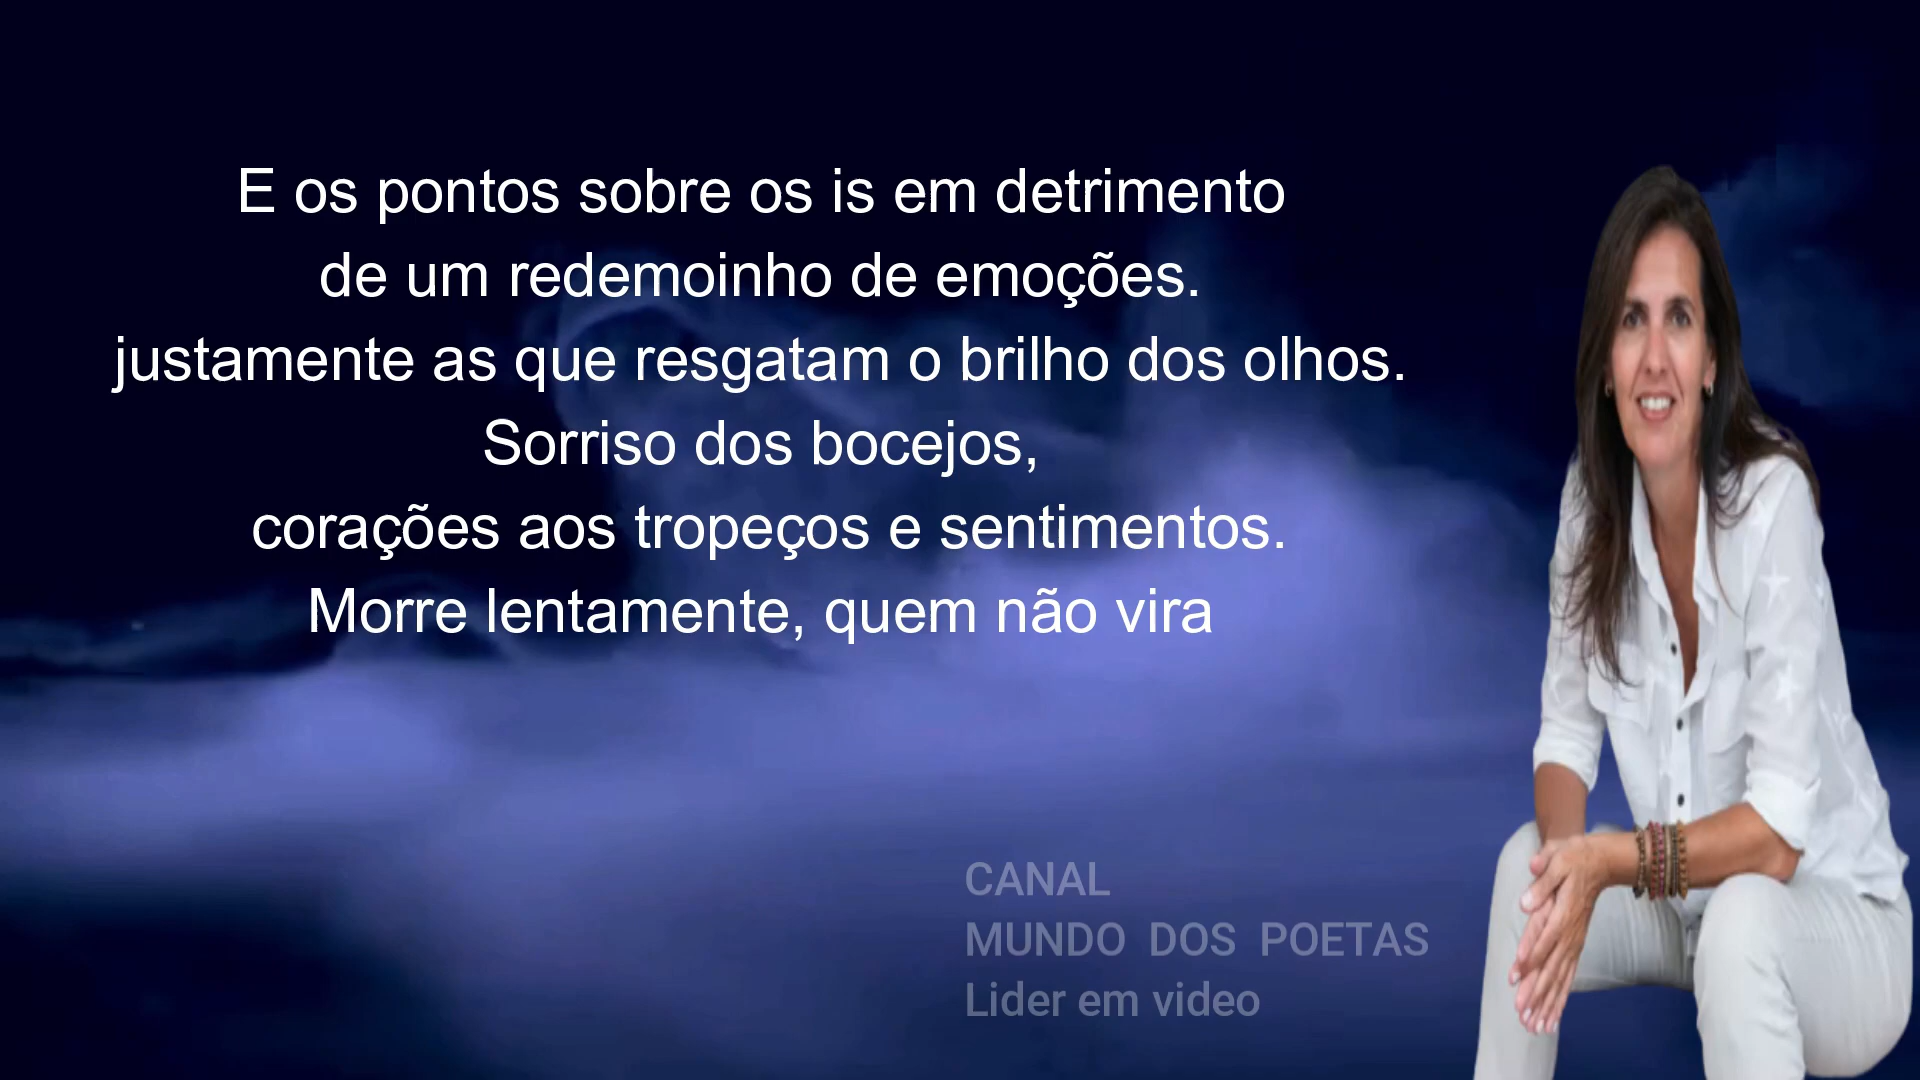 E os pontos sobre os is em detrimento
de um redemoinho de emoções.
justamente as que resgatam o brilho dos olhos.
Sorriso dos bocejos,
corações aos tropeços e sentimentos.
Morre lentamente, quem não vira
CANAL
MUNDO DOS POETAS
Lider em video